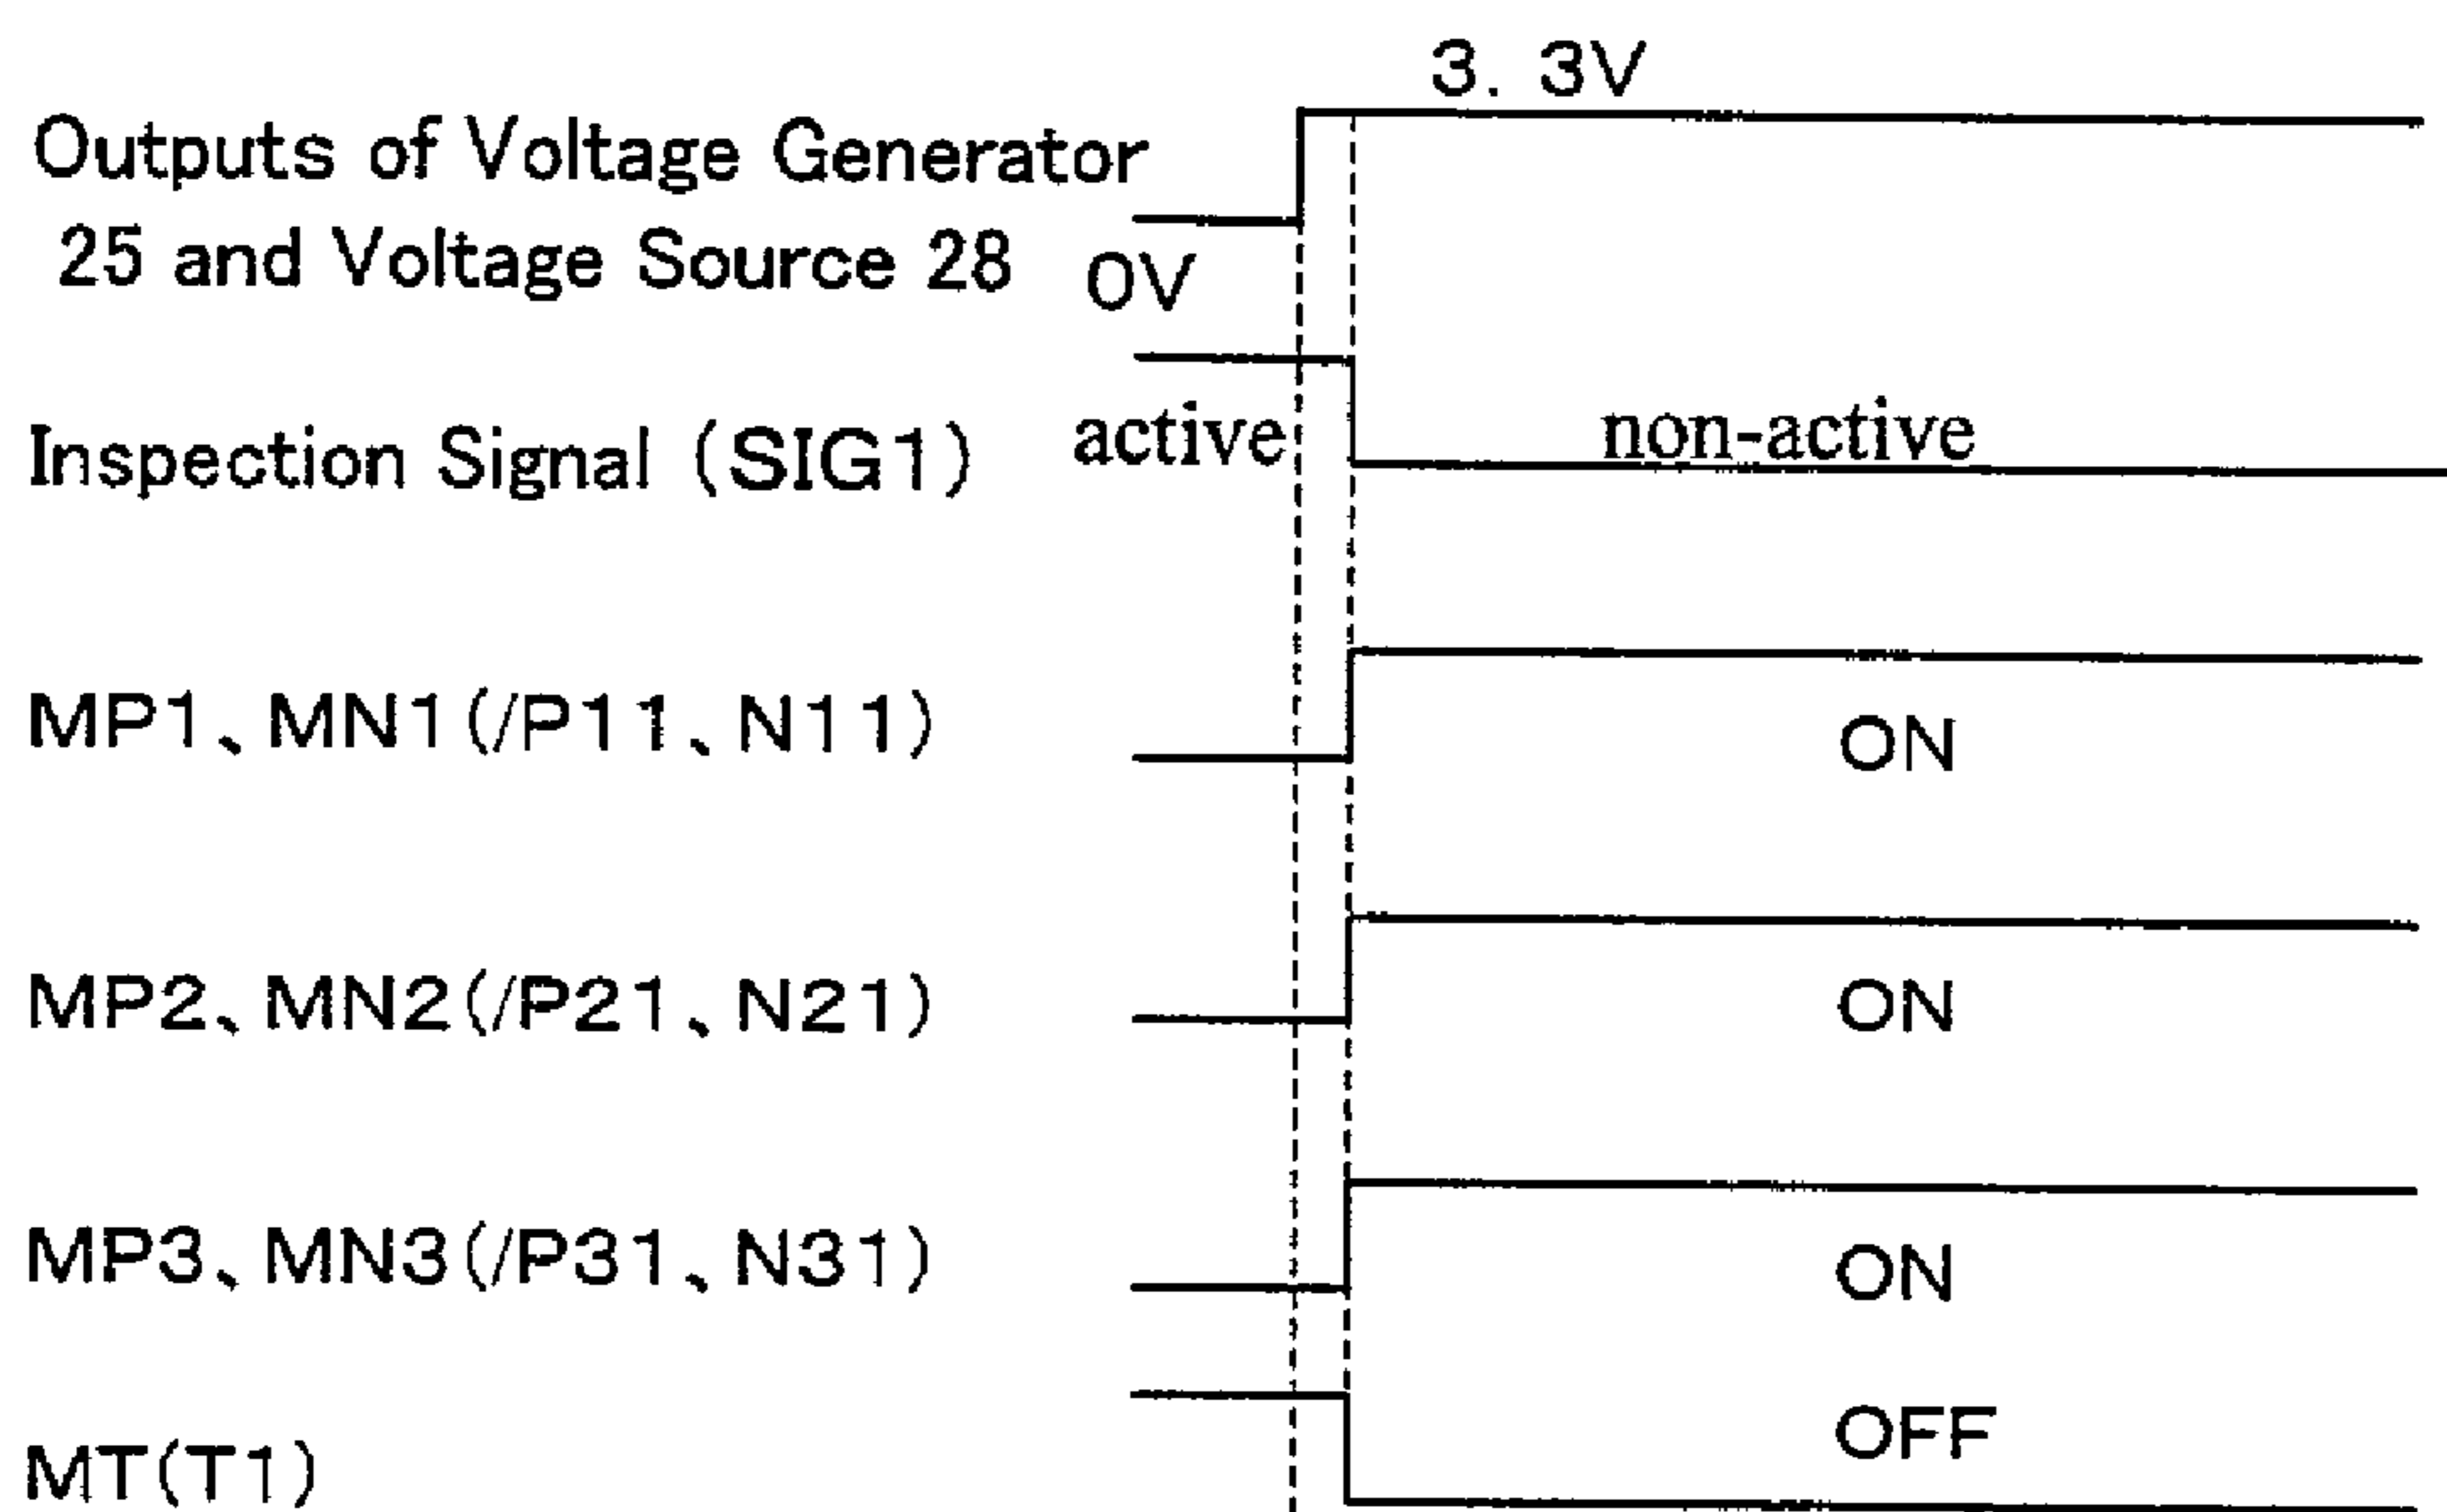 3. 3V
Outputs of Voltage Generator
25 and Voltage Source 28
0V
Inspection Signal (SIG1)
active
non-active
MP1、MN1(/P11、N11)
ON
MP2、MN2(/P21、N21)
ON
MP3、MN3(/P31、N31)
ON
MT(T1)
OFF